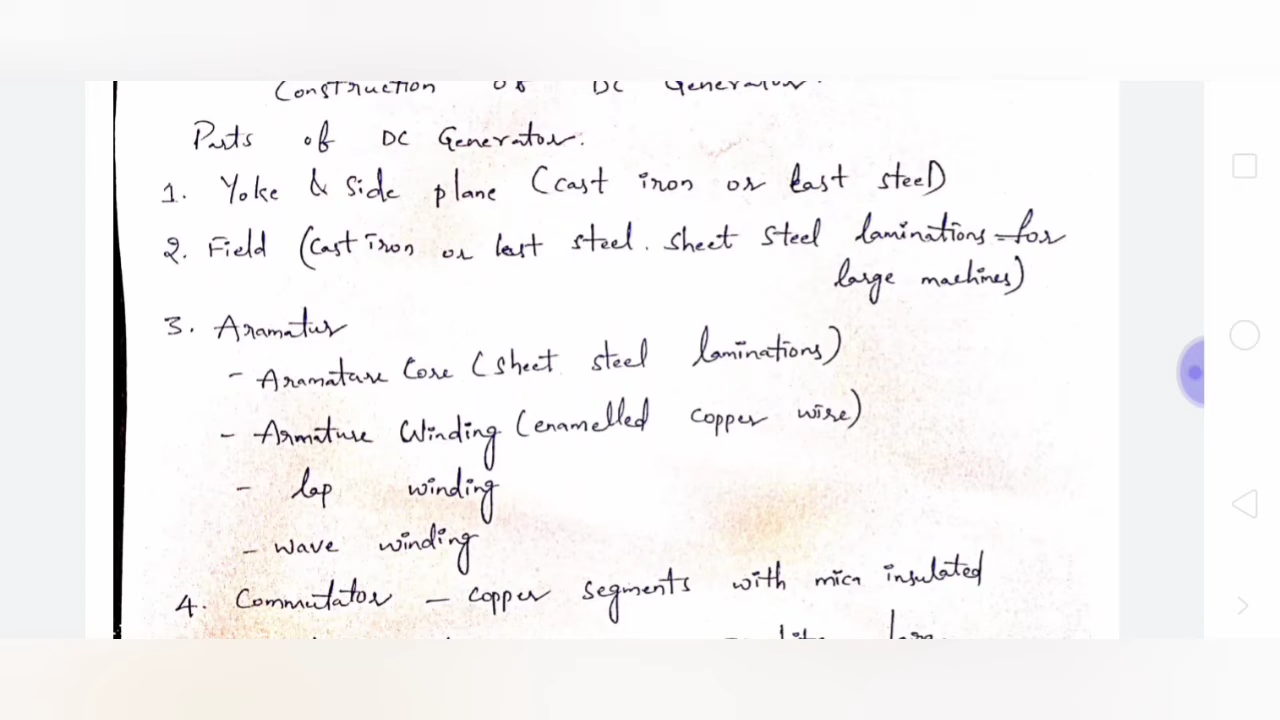 Construction of DC Generator.
Parts of DC Generator.
1. Yoke & Side plane (cast iron or cast steel)
2. Field (cast iron or cast steel. sheet steel laminations for
large machines)
3. Aramatur
- Aramature Core (sheet steel laminations)
- Armature Winding (enamelled copper wire)
- lap winding
- wave winding
4. Commutator - copper segments with mica insulated